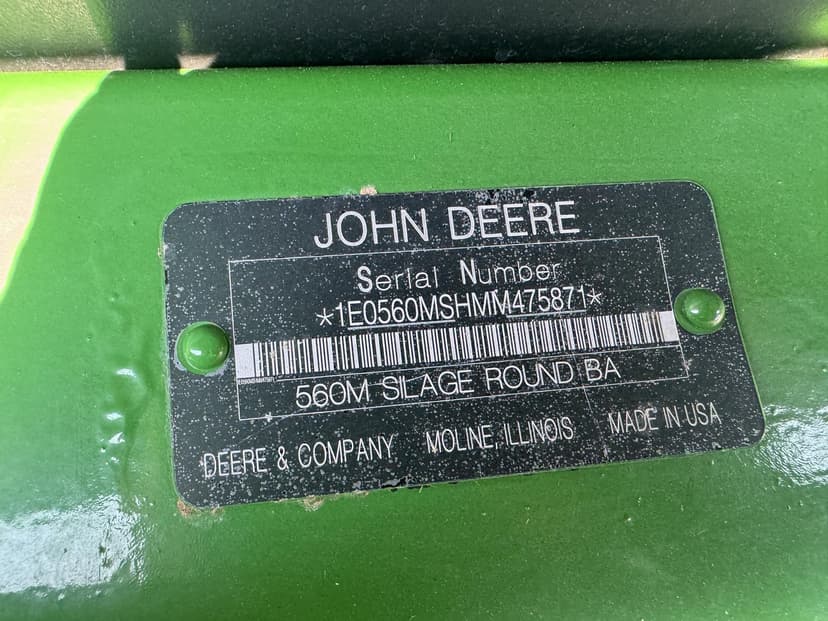 JOHN DEERE
Serial Number
*1E0560MSHMM475871*
560M SILAGE ROUND BA
DEERE & COMPANY MOLINE, ILLINOIS MADE IN USA